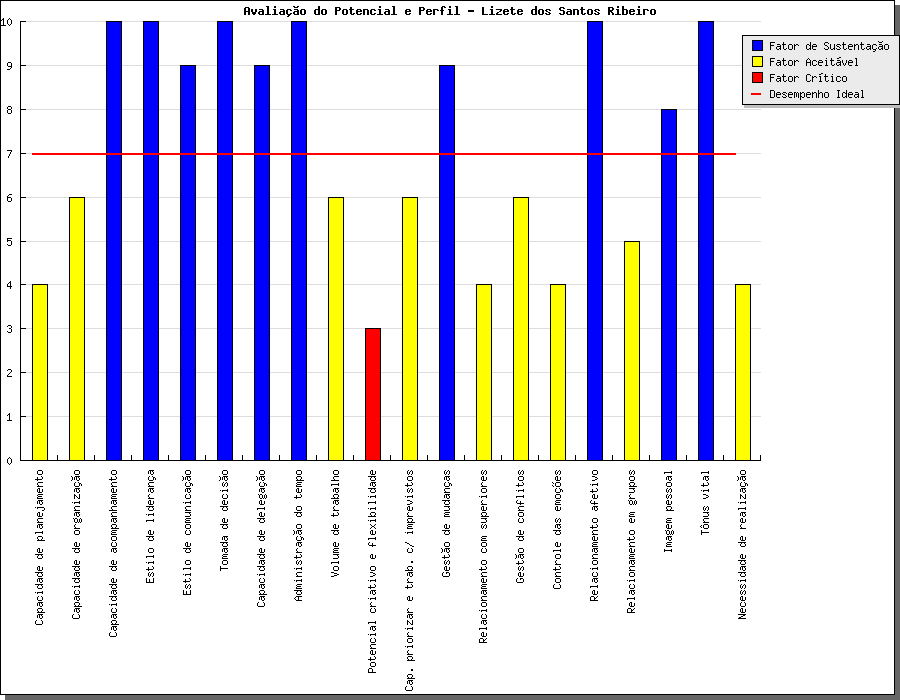 Avaliação do Potencial e Perfil - Lizete dos Santos Ribeiro
Fator de Sustentação
Fator Aceitável
Fator Crítico
Desempenho Ideal
10
9
8
7
6
5
4
3
2
1
0
Capacidade de planejamento
Capacidade de organização
Capacidade de acompanhamento
Estilo de liderança
Estilo de comunicação
Tomada de decisão
Capacidade de delegação
Administração do tempo
Volume de trabalho
Potencial criativo e flexibilidade
Cap. priorizar e trab. c/ imprevistos
Gestão de mudanças
Relacionamento com superiores
Gestão de conflitos
Controle das emoções
Relacionamento afetivo
Relacionamento em grupos
Imagem pessoal
Tônus vital
Necessidade de realização